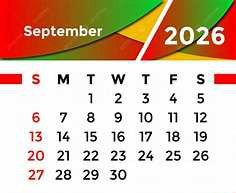 September 2026
S M T W T F S
1 2 3 4 5
6 7 8 9 10 11 12
13 14 15 16 17 18 19
20 21 22 23 24 25 26
27 28 29 30